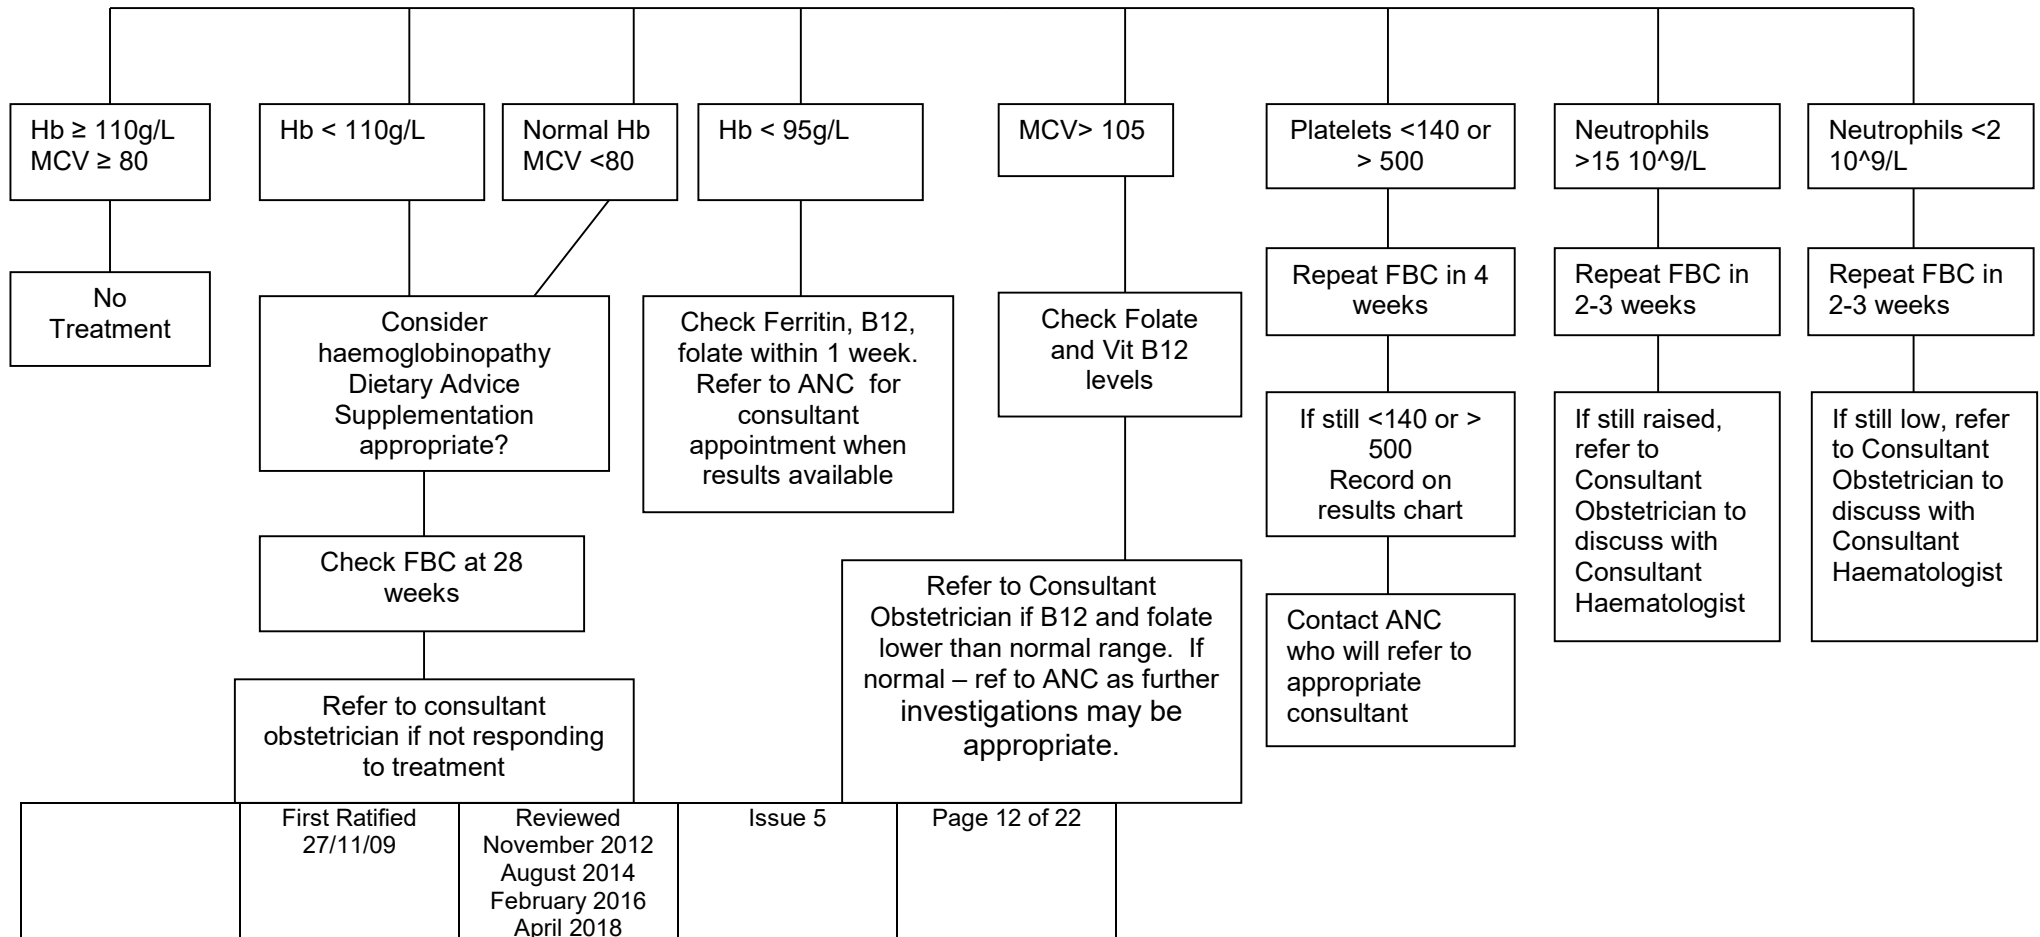 Hb ≥ 110g/L
MCV ≥ 80
Hb < 110g/L
Normal Hb
MCV <80
Hb < 95g/L
MCV> 105
Platelets <140 or
> 500
Neutrophils
>15 10^9/L
Neutrophils <2
10^9/L
No
Treatment
Consider
haemoglobinopathy
Dietary Advice
Supplementation
appropriate?
Check Ferritin, B12,
folate within 1 week.
Refer to ANC for
consultant
appointment when
results available
Check Folate
and Vit B12
levels
Repeat FBC in 4
weeks
Repeat FBC in
2-3 weeks
Repeat FBC in
2-3 weeks
If still <140 or >
500
Record on
results chart
If still raised,
refer to
Consultant
Obstetrician to
discuss with
Consultant
Haematologist
If still low, refer
to Consultant
Obstetrician to
discuss with
Consultant
Haematologist
Check FBC at 28
weeks
Refer to Consultant
Obstetrician if B12 and folate
lower than normal range. If
normal – ref to ANC as further
investigations may be
appropriate.
Contact ANC
who will refer to
appropriate
consultant
Refer to consultant
obstetrician if not responding
to treatment
First Ratified
27/11/09
Reviewed
November 2012
August 2014
February 2016
April 2018
Issue 5
Page 12 of 22